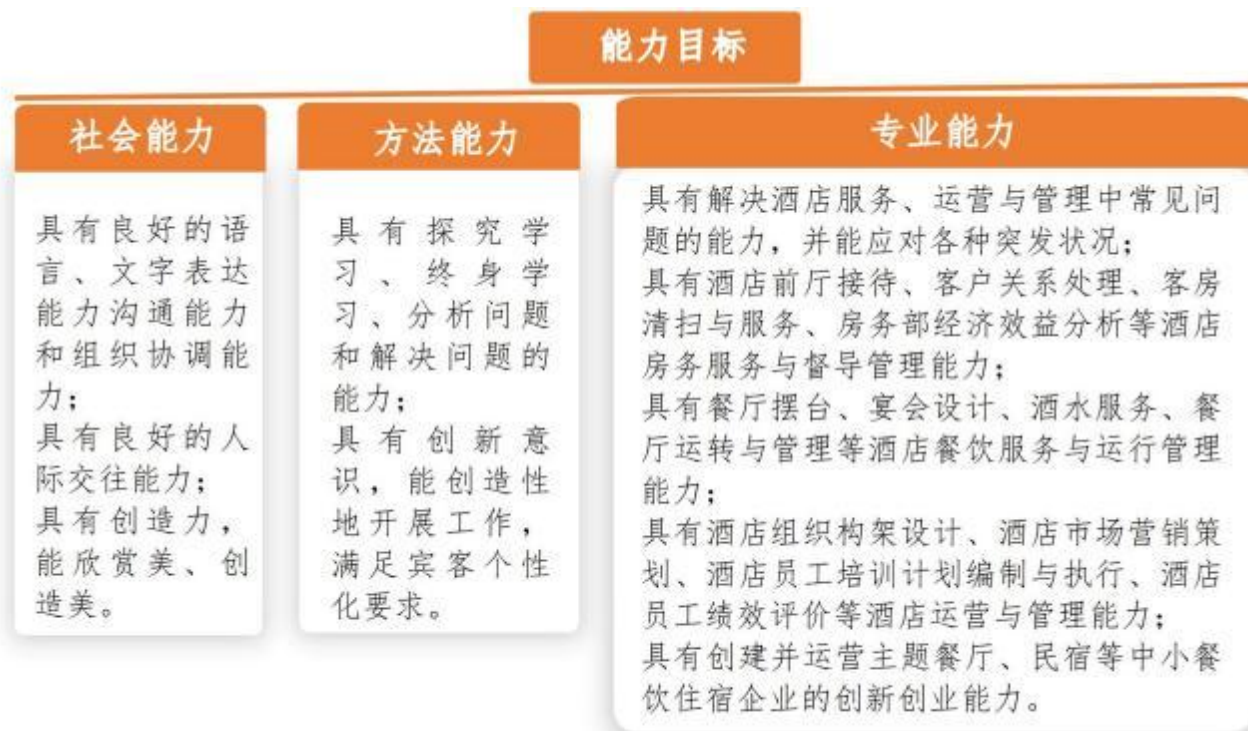 能力目标
社会能力
具有良好的语
言、文字表达
能力沟通能力
和组织协调能
力;
具有良好的人
际交往能力;
具有创造力,
能欣赏美、创
造美。
方法能力
具有探究学
习、终身学
习、分析问题
和解决问题的
能力;
具有创新意
识,能创造性
地开展工作,
满足宾客个性
化要求。
专业能力
具有解决酒店服务、运营与管理中常见问
题的能力,并能应对各种突发状况;
具有酒店前厅接待、客户关系处理、客房
清扫与服务、房务部经济效益分析等酒店
房务服务与督导管理能力;
具有餐厅摆台、宴会设计、酒水服务、餐
厅运转与管理等酒店餐饮服务与运行管理
能力;
具有酒店组织构架设计、酒店市场营销策
划、酒店员工培训计划编制与执行、酒店
员工绩效评价等酒店运营与管理能力;
具有创建并运营主题餐厅、民宿等中小餐
饮住宿企业的创新创业能力。